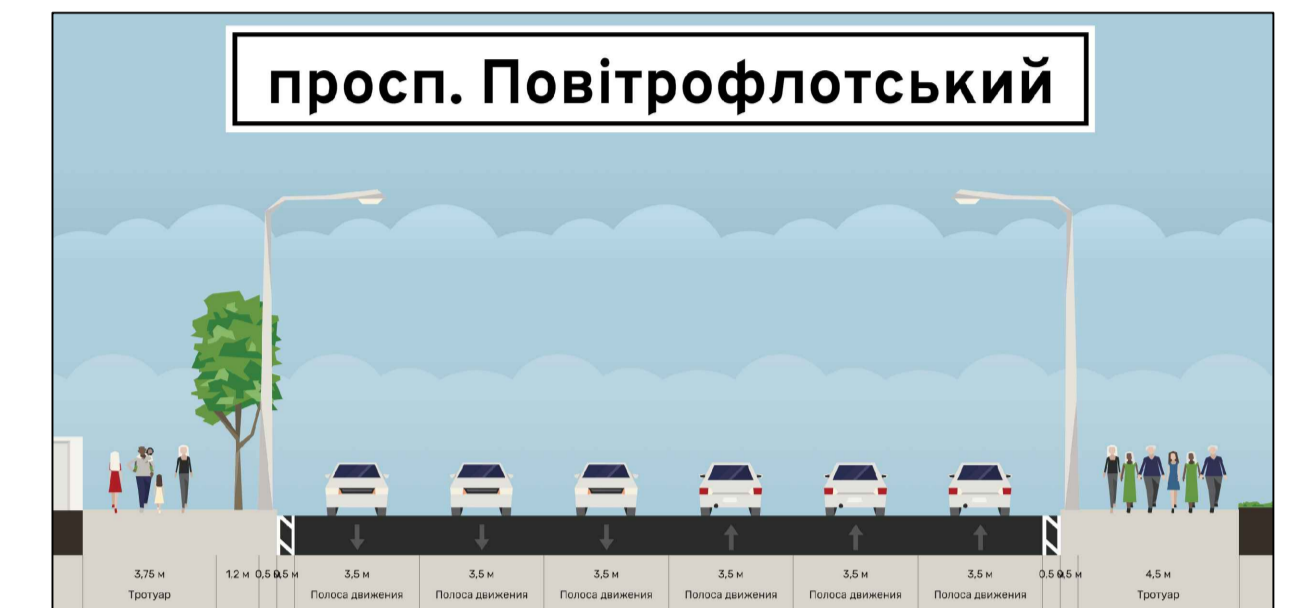 просп. Повітрофлотський
3,75 м 1,2 м 0,5 м 0,5 м 3,5 м 3,5 м 3,5 м 3,5 м 3,5 м 3,5 м 0,5 м 0,5 м 4,5 м
Тротуар Полоса движения Полоса движения Полоса движения Полоса движения Полоса движения Полоса движения Тротуар